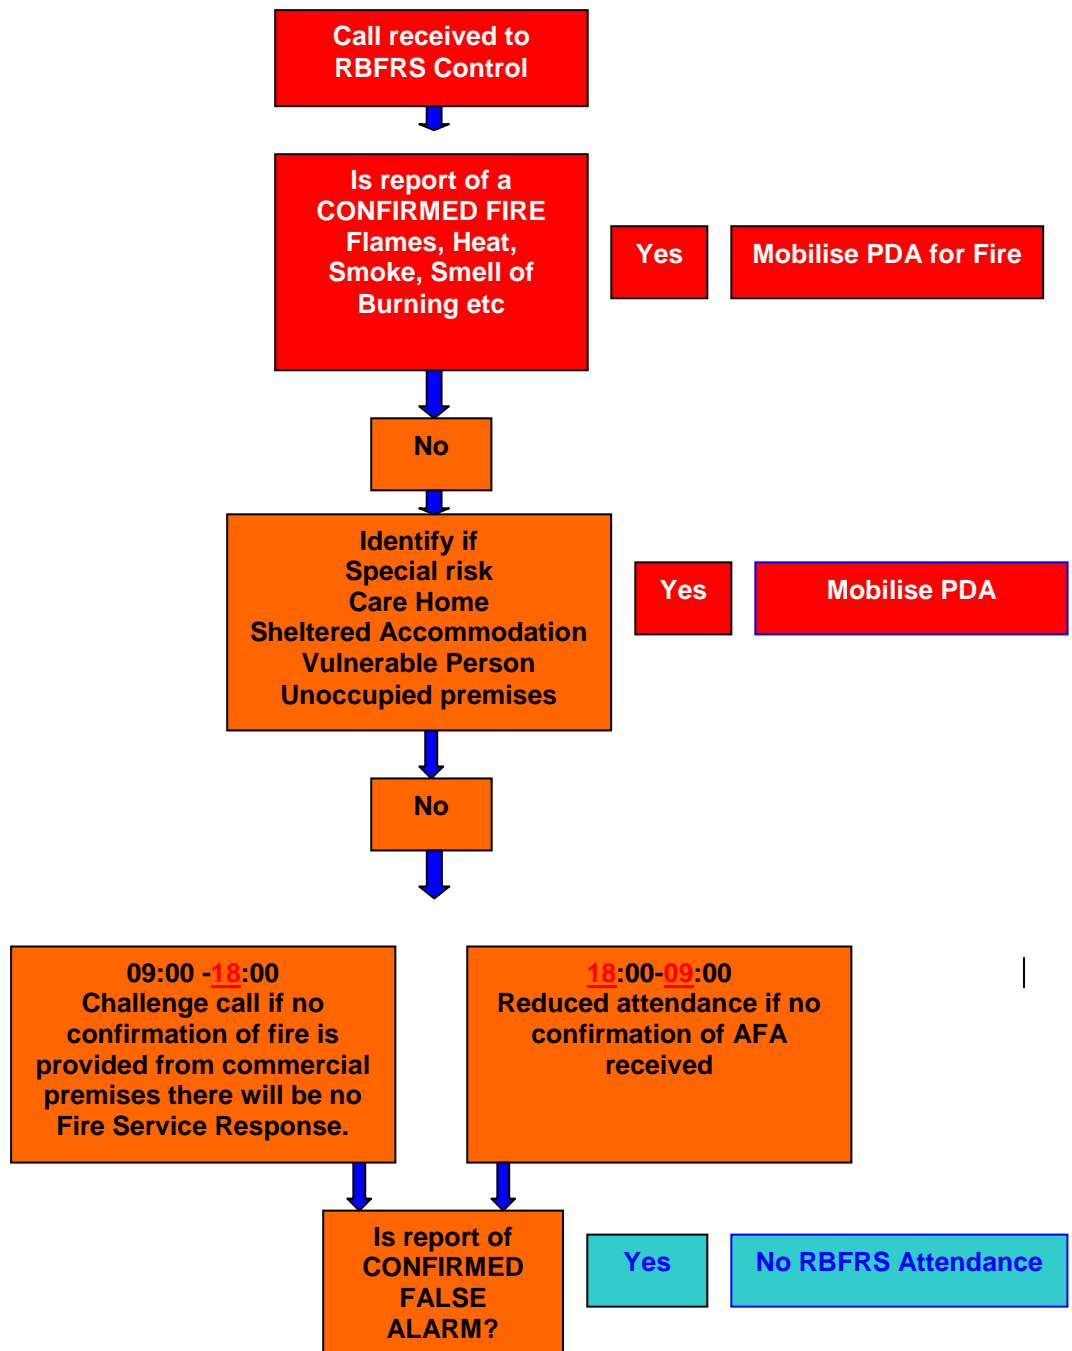 Call received to
RBFRS Control
Is report of a
CONFIRMED FIRE
Flames, Heat,
Smoke, Smell of
Burning etc
Yes
Mobilise PDA for Fire
No
Identify if
Special risk
Care Home
Sheltered Accommodation
Vulnerable Person
Unoccupied premises
Yes
Mobilise PDA
No
09:00 -18:00
Challenge call if no
confirmation of fire is
provided from commercial
premises there will be no
Fire Service Response.
18:00-09:00
Reduced attendance if no
confirmation of AFA
received
Is report of
CONFIRMED
FALSE
ALARM?
Yes
No RBFRS Attendance